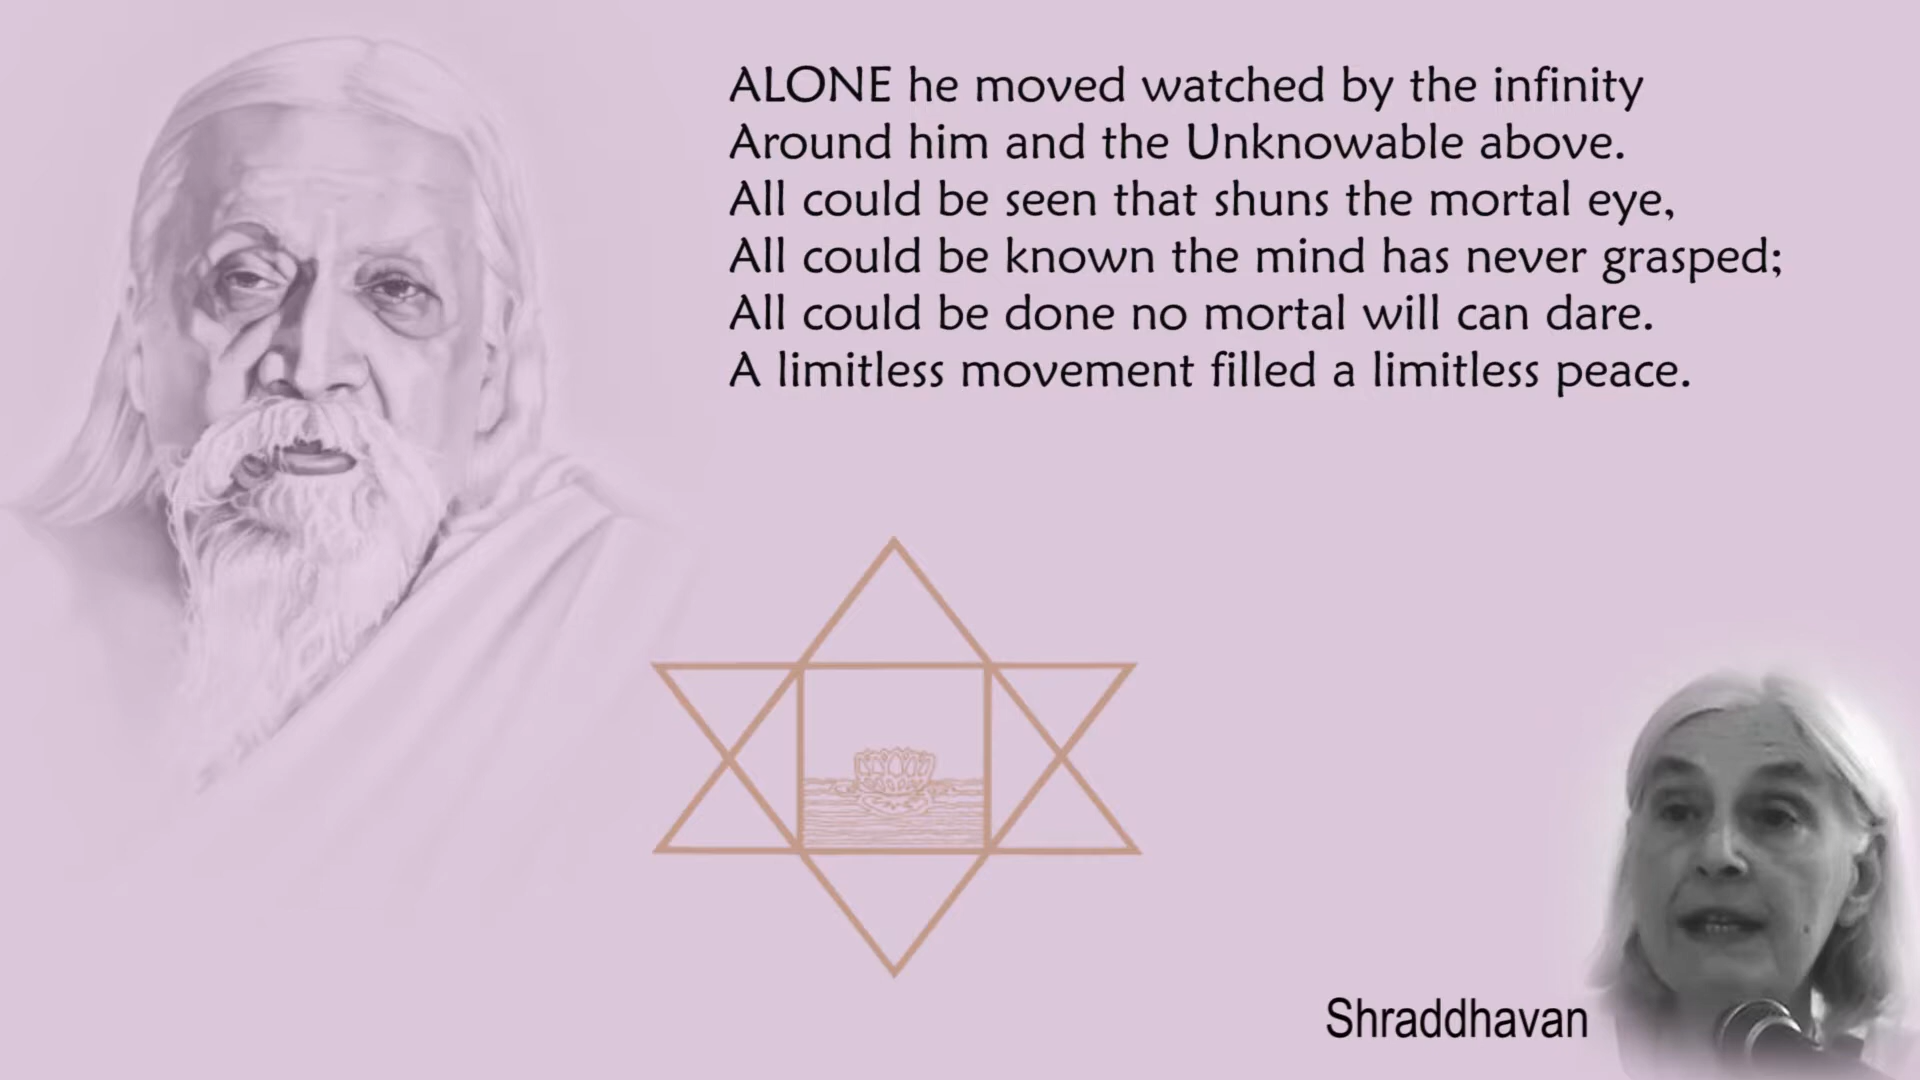 ALONE he moved watched by the infinity
Around him and the Unknowable above.
All could be seen that shuns the mortal eye,
All could be known the mind has never grasped;
All could be done no mortal will can dare.
A limitless movement filled a limitless peace.
Shraddhavan